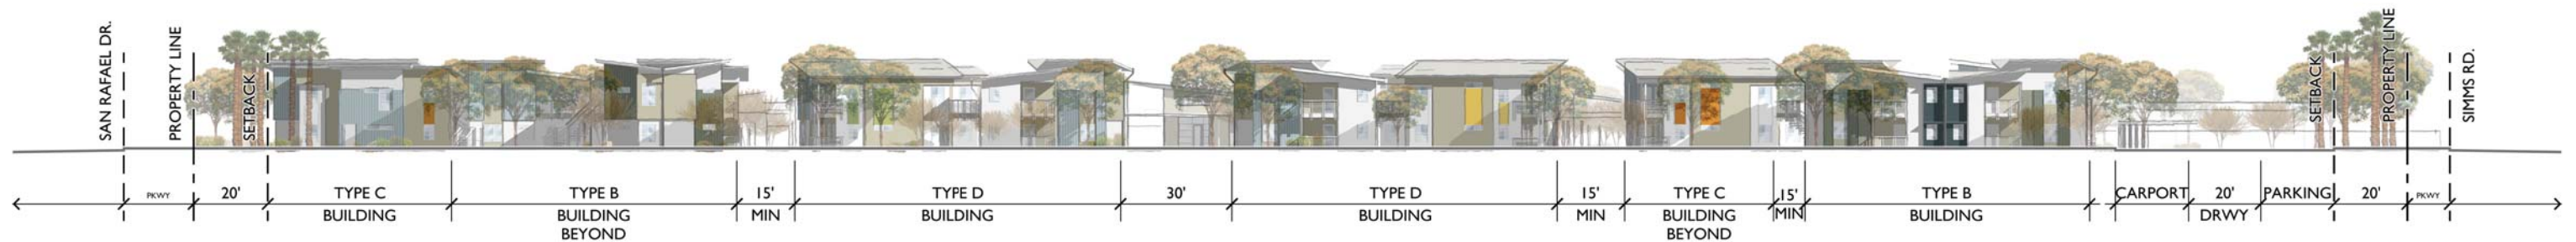 SAN RAFAEL DR.
PROPERTY LINE
SETBACK
SETBACK
PROPERTY LINE
SIMMS RD.
PKWY
20'
TYPE C
BUILDING
TYPE B
BUILDING
BEYOND
15'
MIN
TYPE D
BUILDING
30'
TYPE D
BUILDING
15'
MIN
TYPE C
BUILDING
BEYOND
15'
MIN
TYPE B
BUILDING
CARPORT
20'
DRWY
PARKING
20'
PKWY